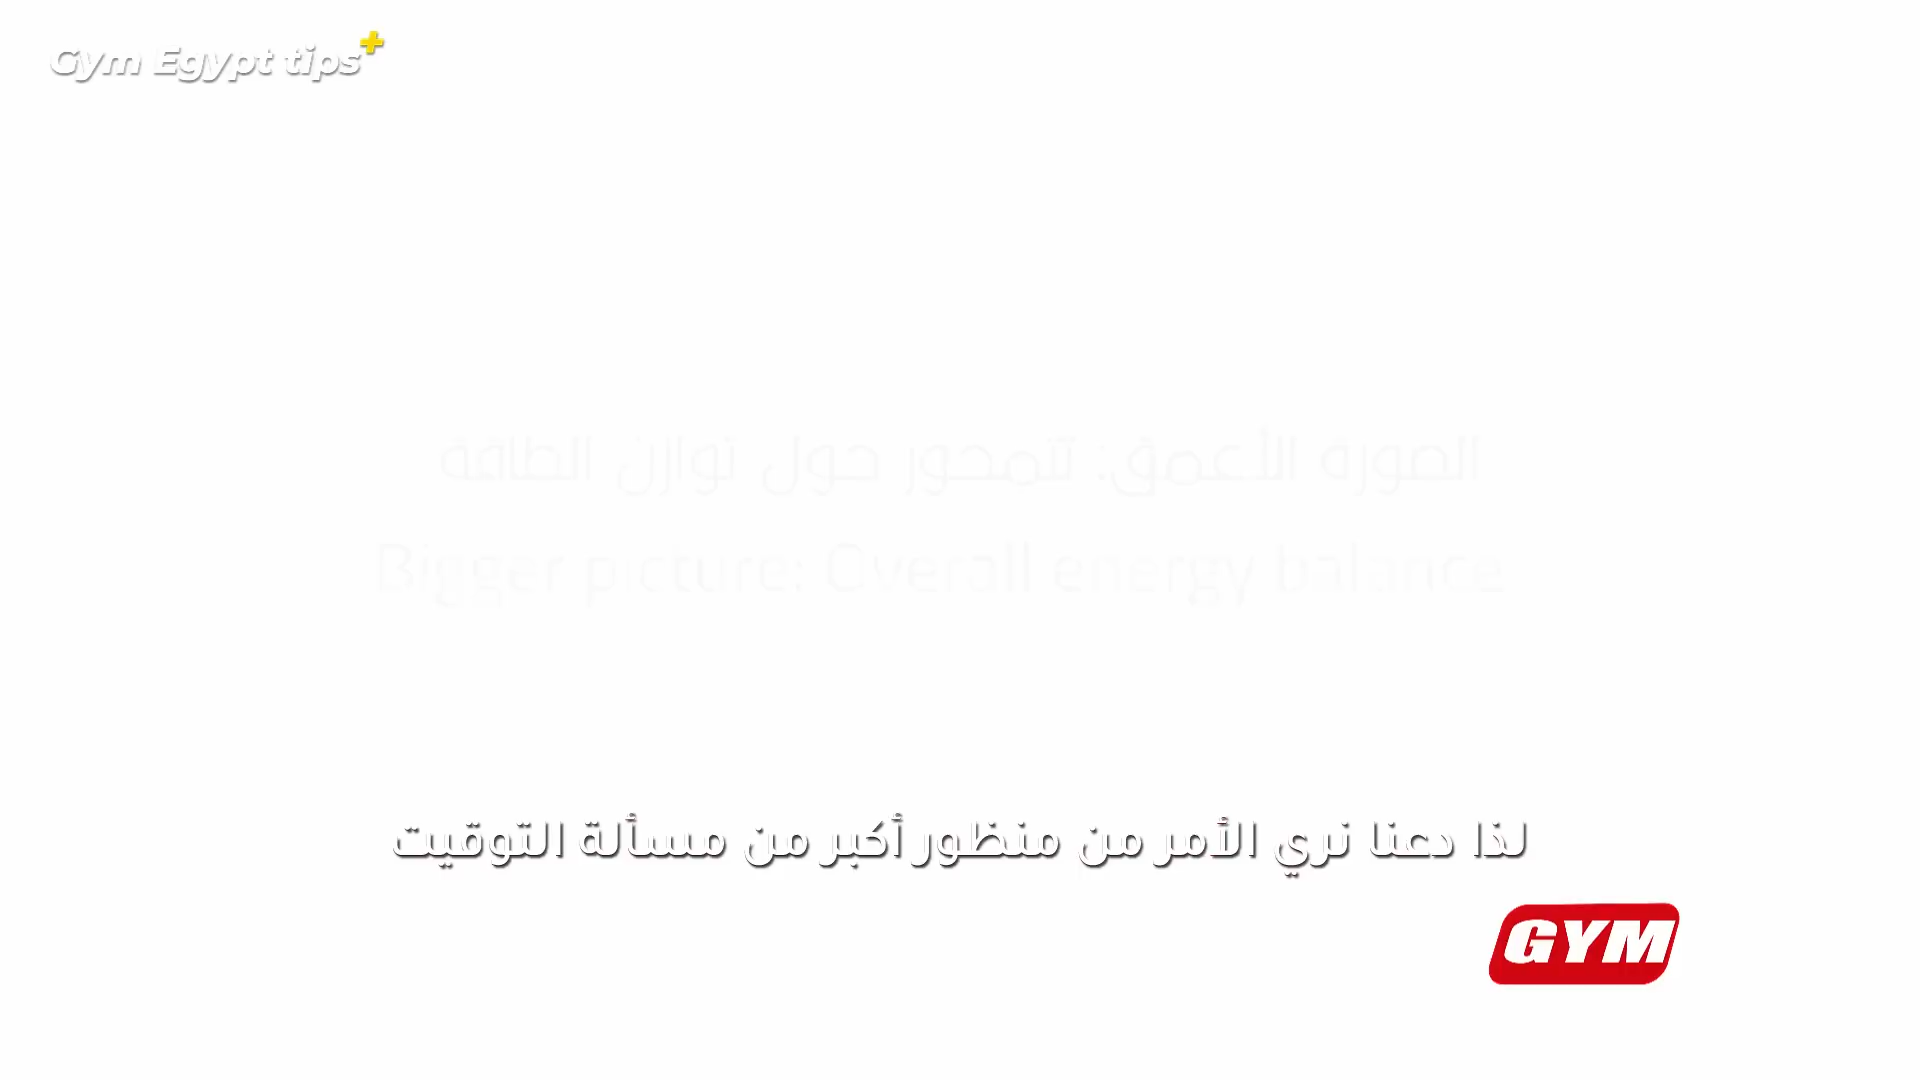 Gym Egypt tips+
الصورة الأعمق: تتمحور حول توازن الطاقة
Bigger picture: Overall energy balance
لذا دعنا نري الأمر من منظور أكبر من مسألة التوقيت
GYM